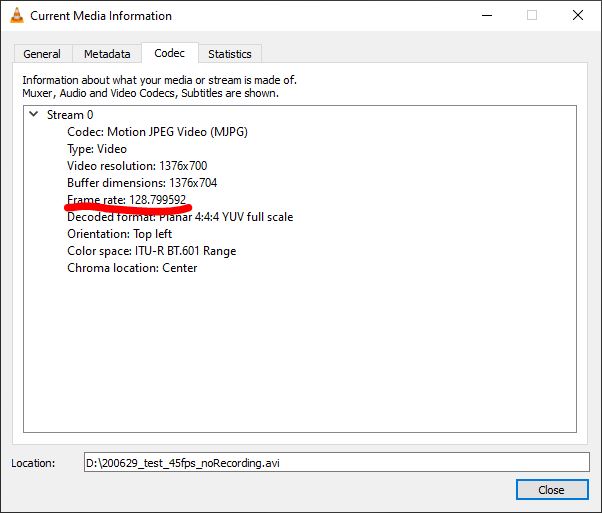 Current Media Information
General Metadata Codec Statistics
Information about what your media or stream is made of.
Muxer, Audio and Video Codecs, Subtitles are shown.
Stream 0
Codec: Motion JPEG Video (MJPG)
Type: Video
Video resolution: 1376x700
Buffer dimensions: 1376x704
Frame rate: 128.799592
Decoded format: Planar 4:4:4 YUV full scale
Orientation: Top left
Color space: ITU-R BT.601 Range
Chroma location: Center
Location: D:\200629_test_45fps_noRecording.avi
Close